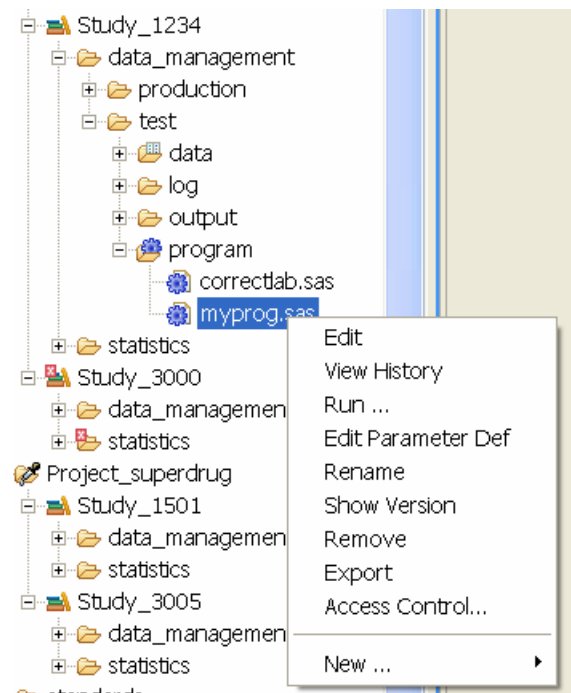 Study_1234
data_management
production
test
data
log
output
program
correctlab.sas
myprog.sas
Edit
statistics
View History
Study_3000
Run ...
data_managemen
Edit Parameter Def
statistics
Rename
Project_superdrug
Show Version
Study_1501
Remove
data_managemen
Export
statistics
Access Control...
Study_3005
data_managemen
New ...
statistics
standards